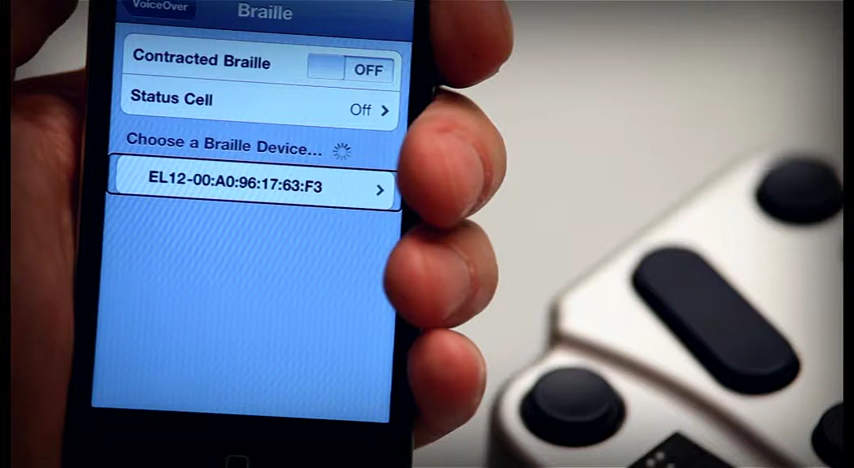 VoiceOver
Braille
Contracted Braille OFF
Status Cell Off
Choose a Braille Device...
EL12-00:A0:96:17:63:F3